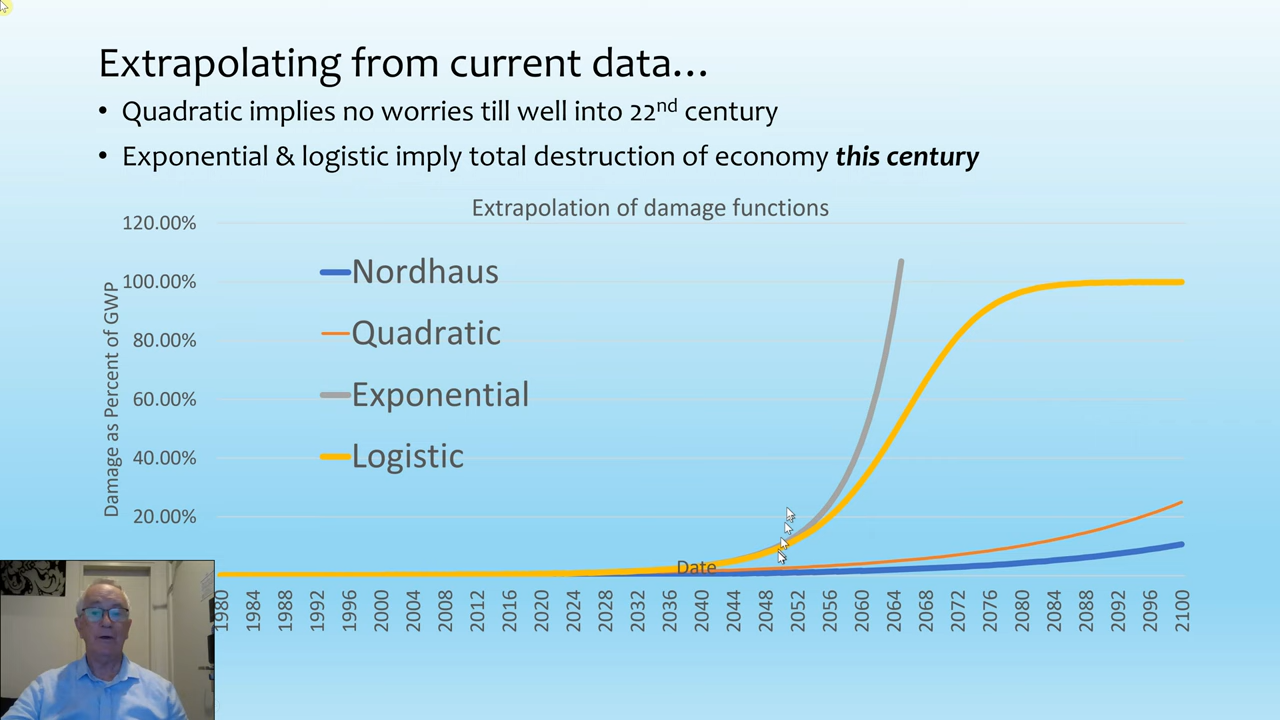 Extrapolating from current data…
• Quadratic implies no worries till well into 22nd century
• Exponential & logistic imply total destruction of economy this century
Extrapolation of damage functions
Damage as Percent of GWP
120.00%
100.00%
80.00%
60.00%
40.00%
20.00%
Nordhaus
Quadratic
Exponential
Logistic
Date
1980 1984 1988 1992 1996 2000 2004 2008 2012 2016 2020 2024 2028 2032 2036 2040 2044 2048 2052 2056 2060 2064 2068 2072 2076 2080 2084 2088 2092 2096 2100